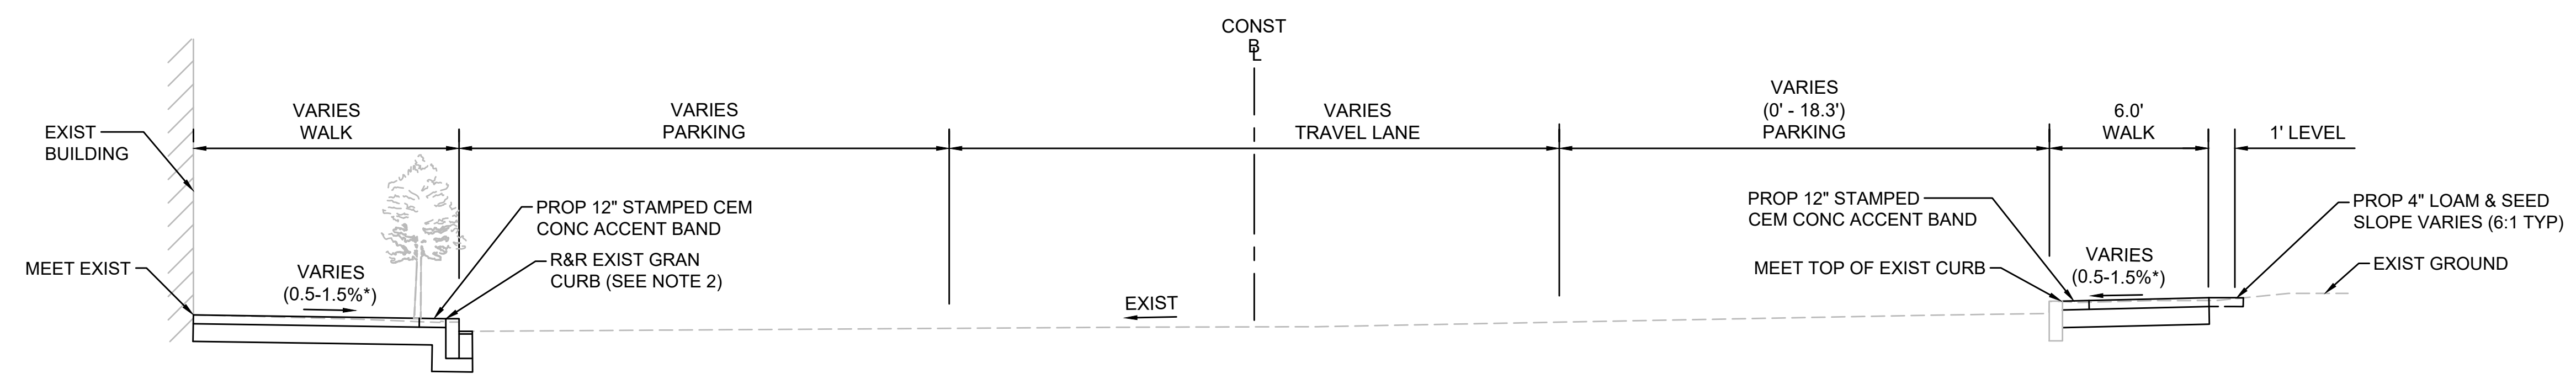 CONST
BL
VARIES
WALK
VARIES
PARKING
VARIES
TRAVEL LANE
VARIES
(0' - 18.3')
PARKING
6.0'
WALK
1' LEVEL
EXIST
BUILDING
MEET EXIST
VARIES
(0.5-1.5%*)
PROP 12" STAMPED CEM
CONC ACCENT BAND
R&R EXIST GRAN
CURB (SEE NOTE 2)
EXIST
PROP 12" STAMPED
CEM CONC ACCENT BAND
MEET TOP OF EXIST CURB
VARIES
(0.5-1.5%*)
PROP 4" LOAM & SEED
SLOPE VARIES (6:1 TYP)
EXIST GROUND